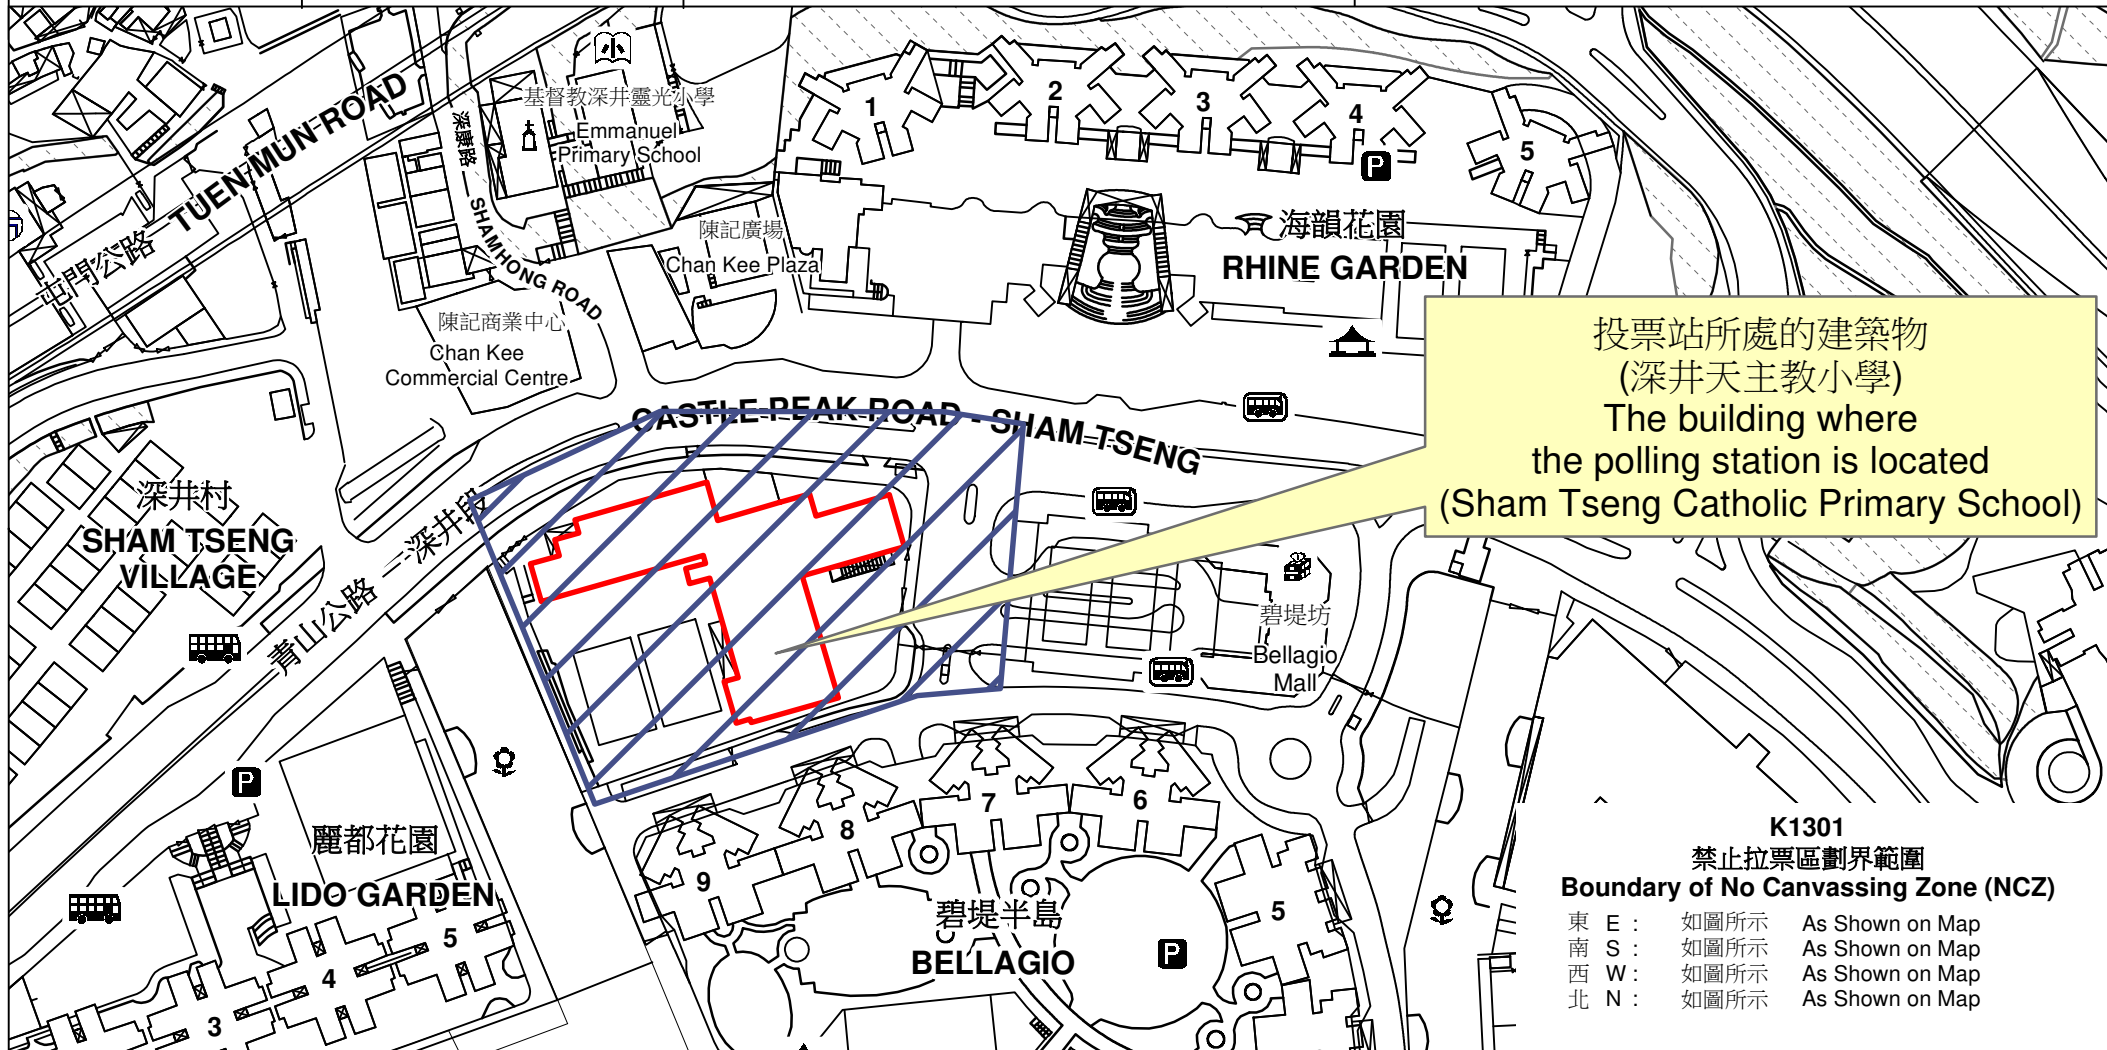 屯門公路
TUEN MUN ROAD
深康路
SHAM HONG ROAD
基督教深井靈光小學
Emmanuel
Primary School
陳記廣場
Chan Kee Plaza
陳記商業中心
Chan Kee
Commercial Centre
1
2
3
4
5
P
海韻花園
RHINE GARDEN
投票站所處的建築物
(深井天主教小學)
The building where
the polling station is located
(Sham Tseng Catholic Primary School)
CASTLE PEAK ROAD - SHAM TSENG
青山公路 — 深井段
深井村
SHAM TSENG
VILLAGE
碧堤坊
Bellagio
Mall
P
麗都花園
LIDO GARDEN
3
4
5
9
8
7
6
5
碧堤半島
BELLAGIO
P
K1301
禁止拉票區劃界範圍
Boundary of No Canvassing Zone (NCZ)
東 E : 如圖所示 As Shown on Map
南 S : 如圖所示 As Shown on Map
西 W : 如圖所示 As Shown on Map
北 N : 如圖所示 As Shown on Map